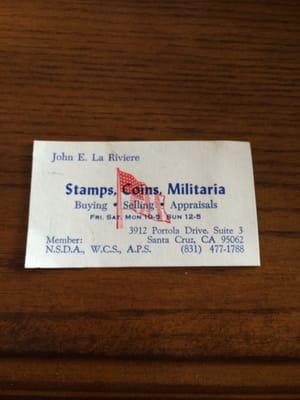 John E. La Riviere
Stamps, Coins, Militaria
Buying • Selling • Appraisals
Fri. Sat. Mon 10-5 Sun 12-5
3912 Portola Drive. Suite 3
Member: Santa Cruz, CA 95062
N.S.D.A., W.C.S., A.P.S. (831) 477-1788